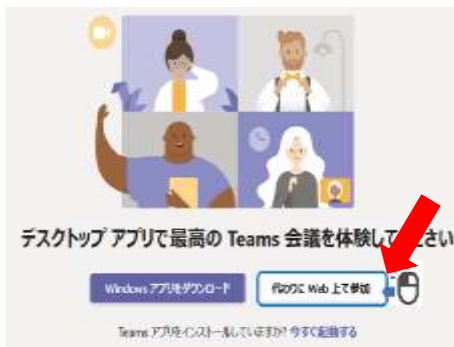 デスクトップ アプリで最高の Teams 会議を体験して さい
Windows アプリをダウンロード
代わりに Web 上で参加
Teams アプリをインストールしていますか? 今すぐ起動する